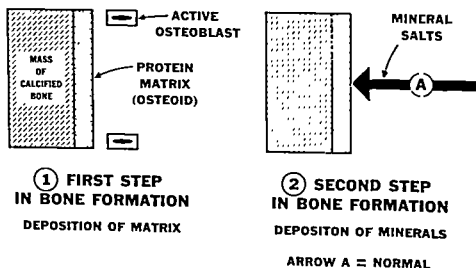 ACTIVE
OSTEOBLAST
MASS
OF
CALCIFIED
BONE
PROTEIN
MATRIX
(OSTEOID)
1 FIRST STEP
IN BONE FORMATION
DEPOSITION OF MATRIX
MINERAL
SALTS
A
2 SECOND STEP
IN BONE FORMATION
DEPOSITON OF MINERALS
ARROW A = NORMAL